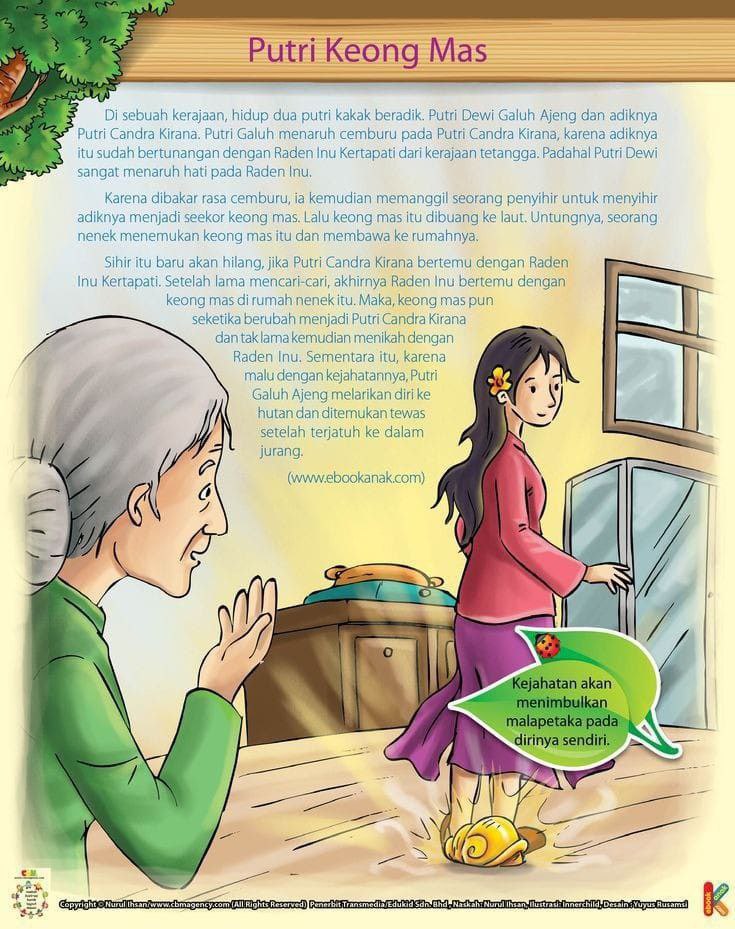 Putri Keong Mas
Di sebuah kerajaan, hidup dua putri kakak beradik. Putri Dewi Galuh Ajeng dan adiknya
Putri Candra Kirana. Putri Galuh menaruh cemburu pada Putri Candra Kirana, karena adiknya
itu sudah bertunangan dengan Raden Inu Kertapati dari kerajaan tetangga. Padahal Putri Dewi
sangat menaruh hati pada Raden Inu.
Karena dibakar rasa cemburu, ia kemudian memanggil seorang penyihir untuk menyihir
adiknya menjadi seekor keong mas. Lalu keong mas itu dibuang ke laut. Untungnya, seorang
nenek menemukan keong mas itu dan membawa ke rumahnya.
Sihir itu baru akan hilang, jika Putri Candra Kirana bertemu dengan Raden
Inu Kertapati. Setelah lama mencari-cari, akhirnya Raden Inu bertemu dengan
keong mas di rumah nenek itu. Maka, keong mas pun
seketika berubah menjadi Putri Candra Kirana
dan tak lama kemudian menikah dengan
Raden Inu. Sementara itu, karena
malu dengan kejahatannya, Putri
Galuh Ajeng melarikan diri ke
hutan dan ditemukan tewas
setelah terjatuh ke dalam
jurang.
(www.ebookanak.com)
Kejahatan akan
menimbulkan
malapetaka pada
dirinya sendiri.
CBM
Copyright © Nurul Ihsan/www.cbmagency.com (All Rights Reserved) Penerbit Transmedia/Edukid Sdn. Bhd., Naskah: Nurul Ihsan, Ilustrasi: Innerchild, Desain : Yuyus Rusamsi
ebook
anak